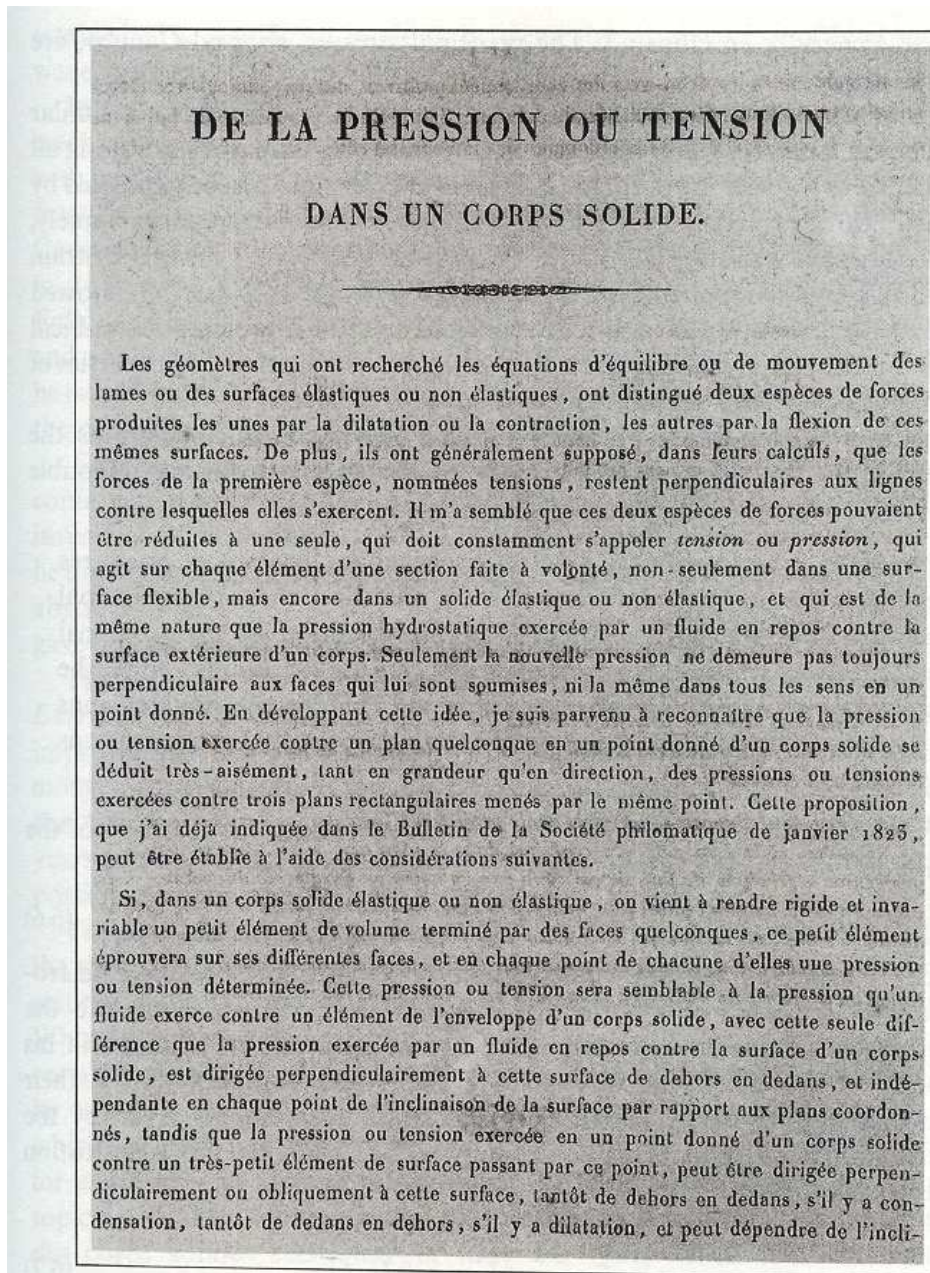 DE LA PRESSION OU TENSION
DANS UN CORPS SOLIDE.
Les géomètres qui ont recherché les équations d'équilibre ou de mouvement des
lames ou des surfaces élastiques ou non élastiques, ont distingué deux espèces de forces
produites les unes par la dilatation ou la contraction, les autres par la flexion de ces
mêmes surfaces. De plus, ils ont généralement supposé, dans leurs calculs, que les
forces de la première espèce, nommées tensions, restent perpendiculaires aux lignes
contre lesquelles elles s'exercent. Il m'a semblé que ces deux espèces de forces pouvaient
être réduites à une seule, qui doit constamment s'appeler tension ou pression, qui
agit sur chaque élément d'une section faite à volonté, non-seulement dans une sur-
face flexible, mais encore dans un solide élastique ou non élastique, et qui est de la
même nature que la pression hydrostatique exercée par un fluide en repos contre la
surface extérieure d'un corps. Seulement la nouvelle pression ne demeure pas toujours
perpendiculaire aux faces qui lui sont soumises, ni la même dans tous les sens en un
point donné. En développant cette idée, je suis parvenu à reconnaître que la pression
ou tension exercée contre un plan quelconque en un point donné d'un corps solide se
déduit très-aisément, tant en grandeur qu'en direction, des pressions ou tensions
exercées contre trois plans rectangulaires menés par le même point. Cette proposition,
que j'ai déjà indiquée dans le Bulletin de la Société philomatique de janvier 1823,
peut être établie à l'aide des considérations suivantes.
Si, dans un corps solide élastique ou non élastique, on vient à rendre rigide et inva-
riable un petit élément de volume terminé par des faces quelconques, ce petit élément
éprouvera sur ses différentes faces, et en chaque point de chacune d'elles une pression
ou tension déterminée. Cette pression ou tension sera semblable à la pression qu'un
fluide exerce contre un élément de l'enveloppe d'un corps solide, avec cette seule dif-
férence que la pression exercée par un fluide en repos contre la surface d'un corps
solide, est dirigée perpendiculairement à cette surface de dehors en dedans, et indé-
pendante en chaque point de l'inclinaison de la surface par rapport aux plans coordon-
nés, tandis que la pression ou tension exercée en un point donné d'un corps solide
contre un très-petit élément de surface passant par ce point, peut être dirigée perpen-
diculairement ou obliquement à cette surface, tantôt de dehors en dedans, s'il y a con-
densation, tantôt de dedans en dehors, s'il y a dilatation, et peut dépendre de l'incli-